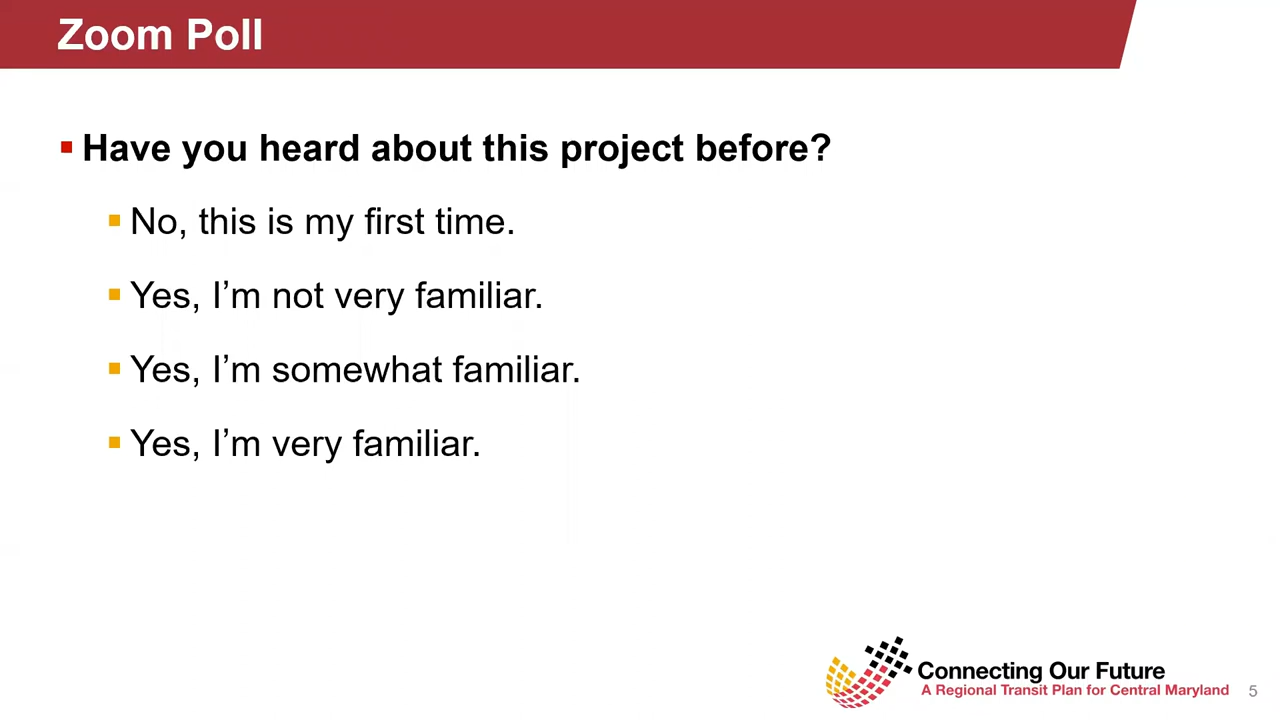 Zoom Poll
Have you heard about this project before?
No, this is my first time.
Yes, I’m not very familiar.
Yes, I’m somewhat familiar.
Yes, I’m very familiar.
Connecting Our Future
A Regional Transit Plan for Central Maryland
5